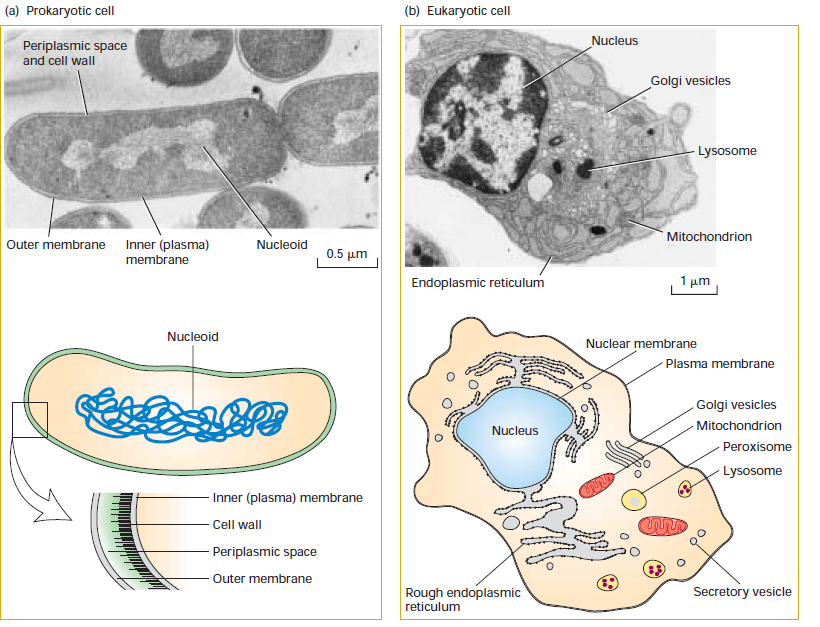 (a) Prokaryotic cell
Periplasmic space
and cell wall
Outer membrane
Inner (plasma)
membrane
Nucleoid
0.5 μm
Nucleoid
Inner (plasma) membrane
Cell wall
Periplasmic space
Outer membrane
(b) Eukaryotic cell
Nucleus
Golgi vesicles
Lysosome
Mitochondrion
Endoplasmic reticulum
1 μm
Nuclear membrane
Plasma membrane
Golgi vesicles
Mitochondrion
Peroxisome
Lysosome
Nucleus
Rough endoplasmic
reticulum
Secretory vesicle